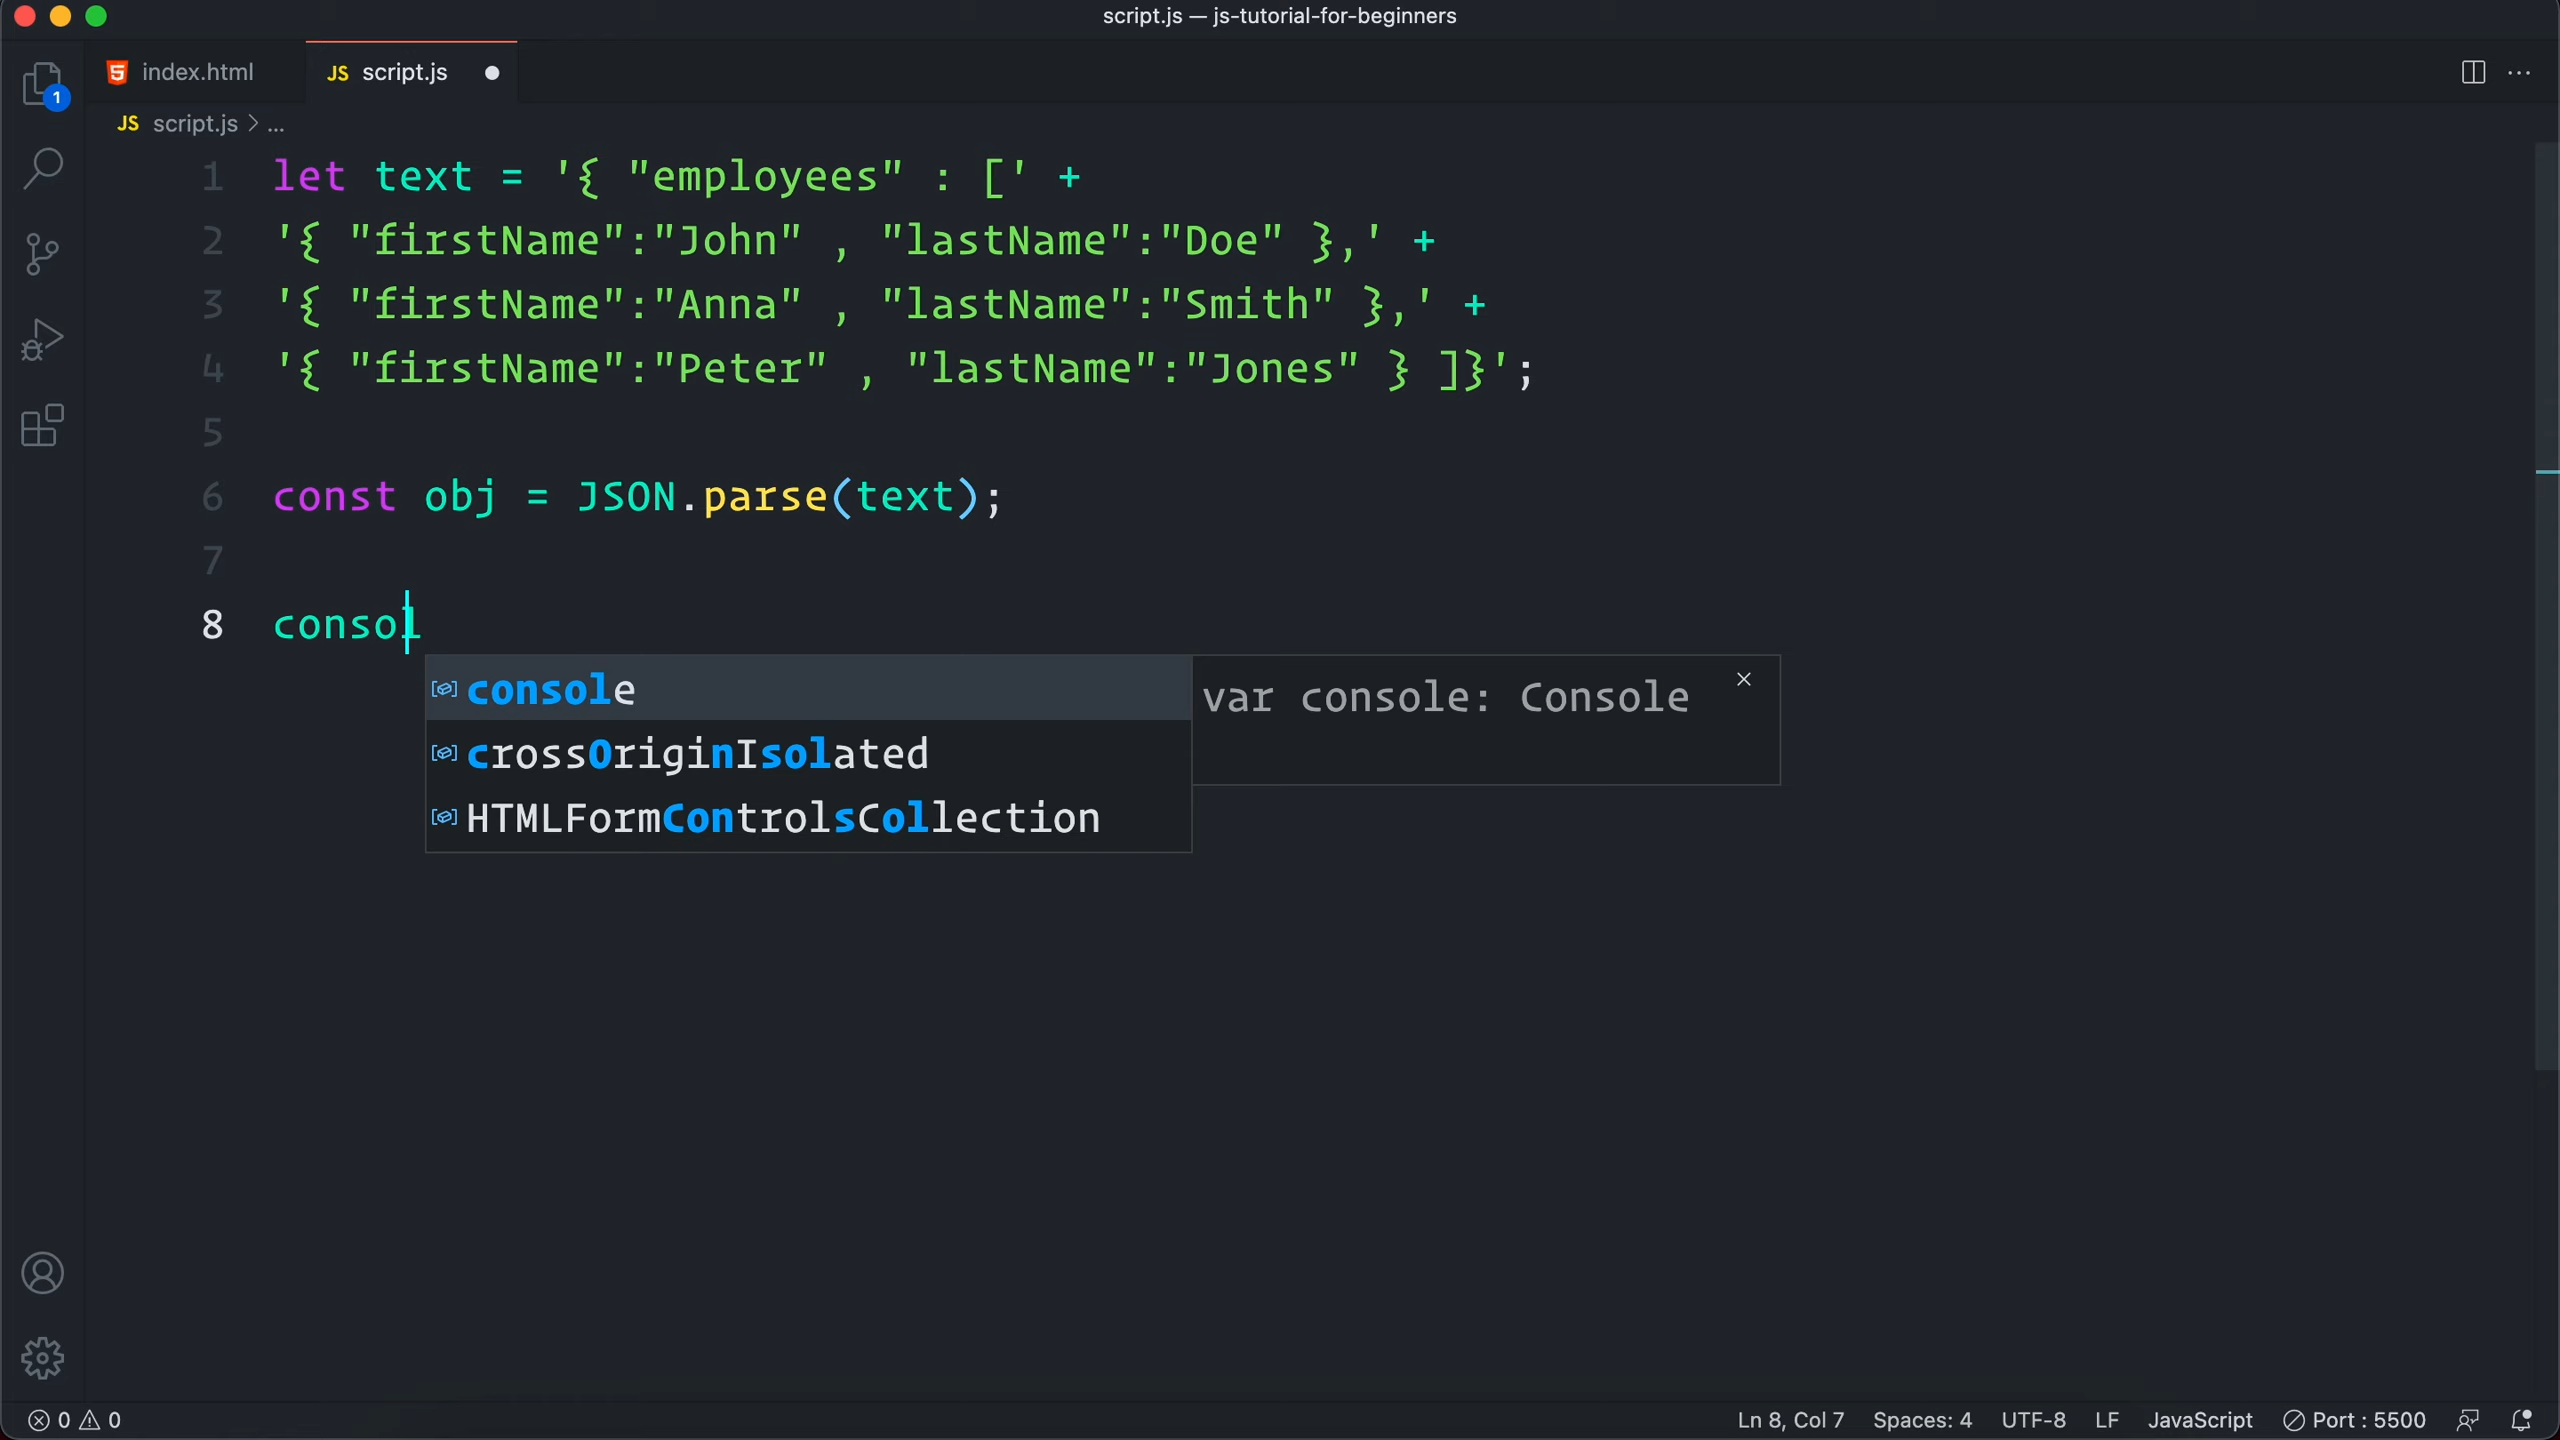 script.js — js-tutorial-for-beginners
index.html
JS script.js
1
JS script.js > ...
1 let text = '{ "employees" : [' +
2 '{ "firstName":"John" , "lastName":"Doe" },' +
3 '{ "firstName":"Anna" , "lastName":"Smith" },' +
4 '{ "firstName":"Peter" , "lastName":"Jones" } ]}';
5
6 const obj = JSON.parse(text);
7
8 consol
console
var console: Console
crossOriginIsolated
HTMLFormControlsCollection
0 0 Ln 8, Col 7 Spaces: 4 UTF-8 LF JavaScript Port : 5500